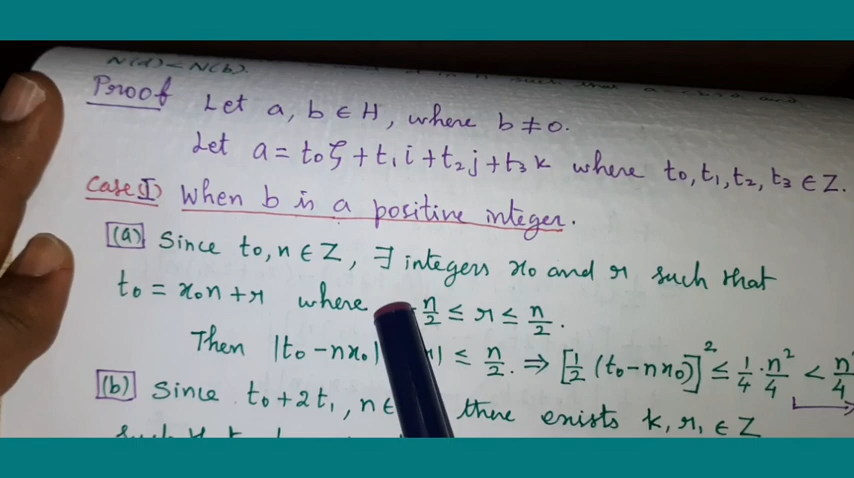 N(d) < N(b).
Proof Let a, b ∈ H, where b ≠ 0.
Let a = t₀ζ + t₁i + t₂j + t₃k where t₀, t₁, t₂, t₃ ∈ Z.
Case(I) When b is a positive integer.
(a) Since t₀, n ∈ Z, ∃ integers x₀ and r such that
t₀ = x₀n + r where -n/2 ≤ r ≤ n/2.
Then |t₀ - nx₀| ≤ n/2. ⇒ [1/2 (t₀ - nx₀)]² ≤ 1/4 · n²/4 < n²/4
(b) Since t₀ + 2t₁, n ∈ there exists k, r₁ ∈ Z
such that